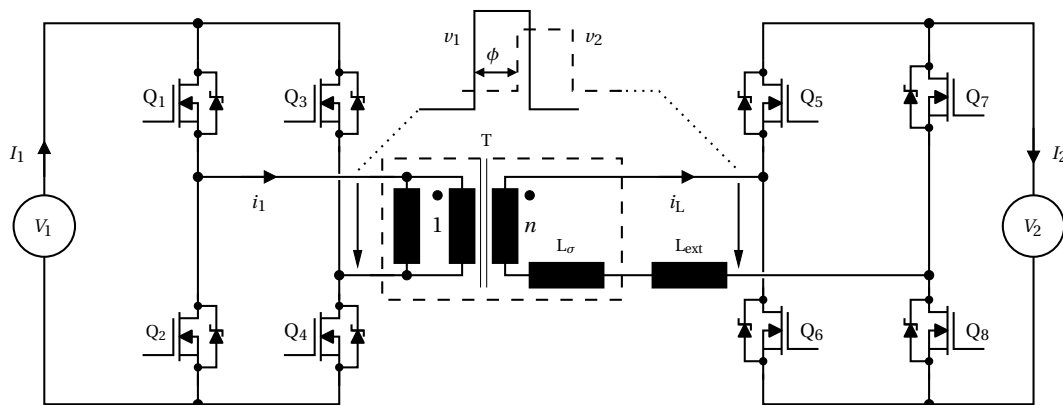 v1 v2
ϕ
Q1 Q3 Q5 Q7
I1 I2
T
i1 iL
1 n
V1 V2
Lσ Lext
Q2 Q4 Q6 Q8